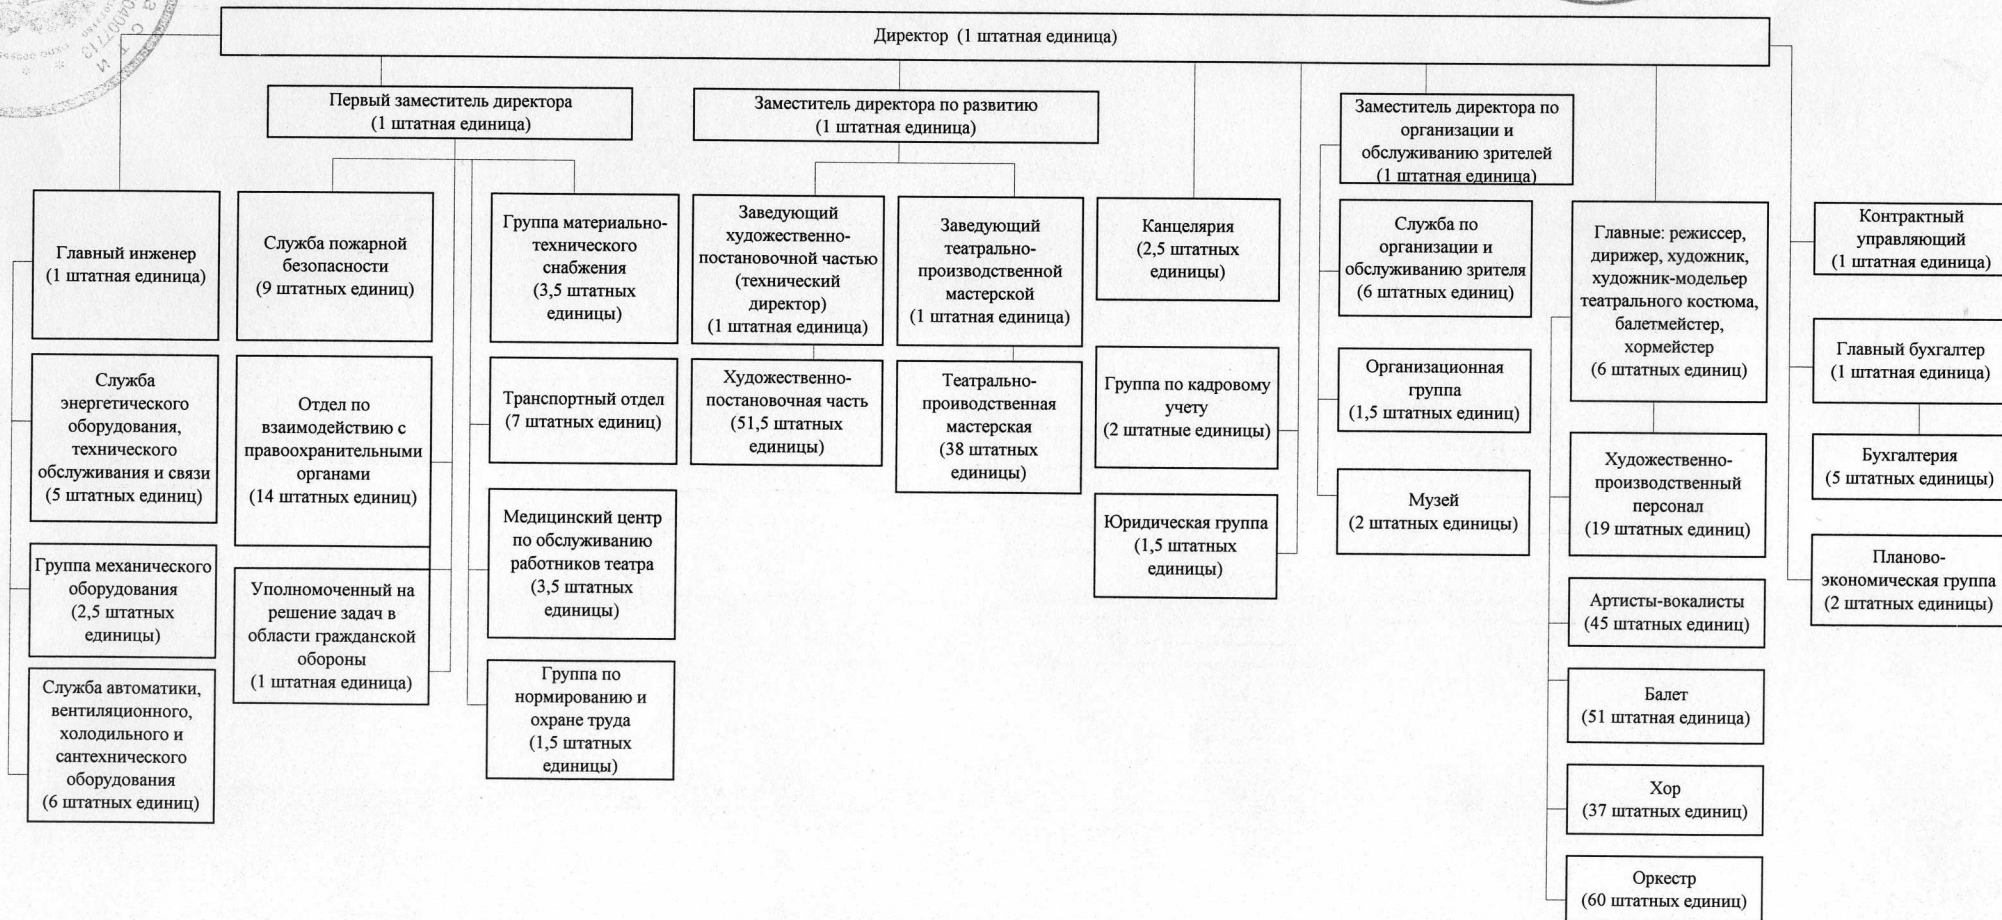 Директор (1 штатная единица)
Первый заместитель директора
(1 штатная единица)
Заместитель директора по развитию
(1 штатная единица)
Заместитель директора по
организации и
обслуживанию зрителей
(1 штатная единица)
Главный инженер
(1 штатная единица)
Служба энергетического
оборудования,
технического
обслуживания и связи
(5 штатных единиц)
Группа механического
оборудования
(2,5 штатных
единицы)
Служба автоматики,
вентиляционного,
холодильного и
сантехнического
оборудования
(6 штатных единиц)
Служба пожарной
безопасности
(9 штатных единиц)
Отдел по
взаимодействию с
правоохранительными
органами
(14 штатных единиц)
Уполномоченный на
решение задач в
области гражданской
обороны
(1 штатная единица)
Группа материально-
технического
снабжения
(3,5 штатных
единицы)
Транспортный отдел
(7 штатных единиц)
Медицинский центр
по обслуживанию
работников театра
(3,5 штатных
единицы)
Группа по
нормированию и
охране труда
(1,5 штатных
единицы)
Заведующий
художественно-
постановочной частью
(технический
директор)
(1 штатная единица)
Художественно-
постановочная часть
(51,5 штатных
единицы)
Заведующий
театрально-
производственной
мастерской
(1 штатная единица)
Театрально-
проиводственная
мастерская
(38 штатных
единицы)
Канцелярия
(2,5 штатных
единицы)
Группа по кадровому
учету
(2 штатные единицы)
Юридическая группа
(1,5 штатных
единицы)
Служба по
организации и
обслуживанию зрителя
(6 штатных единиц)
Организационная
группа
(1,5 штатных единиц)
Музей
(2 штатных единицы)
Главные: режиссер,
дирижер, художник,
художник-модельер
театрального костюма,
балетмейстер,
хормейстер
(6 штатных единиц)
Художественно-
производственный
персонал
(19 штатных единиц)
Артисты-вокалисты
(45 штатных единиц)
Балет
(51 штатная единица)
Хор
(37 штатных единиц)
Оркестр
(60 штатных единиц)
Контрактный
управляющий
(1 штатная единица)
Главный бухгалтер
(1 штатная единица)
Бухгалтерия
(5 штатных единицы)
Планово-
экономическая группа
(2 штатных единицы)